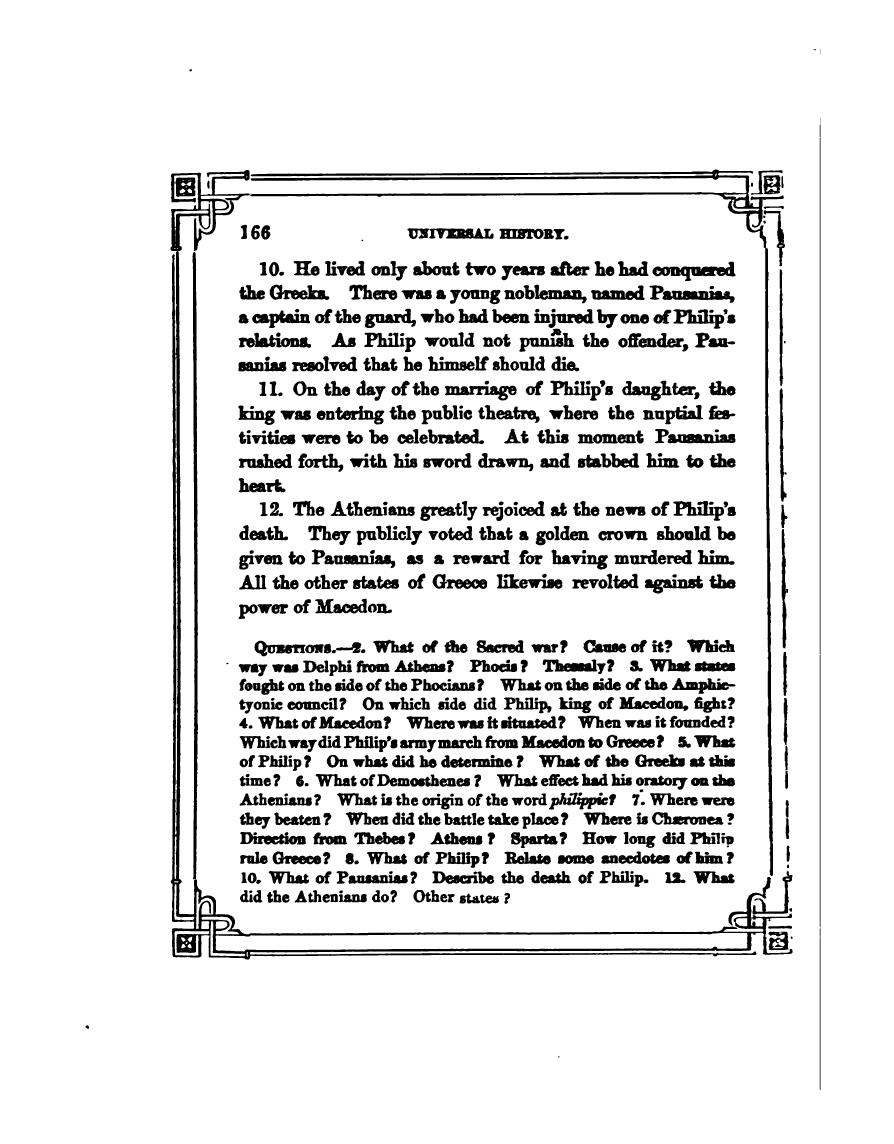 166 UNIVERSAL HISTORY.
10. He lived only about two years after he had conquered
the Greeks. There was a young nobleman, named Pausanias,
a captain of the guard, who had been injured by one of Philip's
relations. As Philip would not punish the offender, Pau-
sanias resolved that he himself should die.
11. On the day of the marriage of Philip's daughter, the
king was entering the public theatre, where the nuptial fes-
tivities were to be celebrated. At this moment Pausanias
rushed forth, with his sword drawn, and stabbed him to the
heart.
12. The Athenians greatly rejoiced at the news of Philip's
death. They publicly voted that a golden crown should be
given to Pausanias, as a reward for having murdered him.
All the other states of Greece likewise revolted against the
power of Macedon.
QUESTIONS.—2. What of the Sacred war? Cause of it? Which
way was Delphi from Athens? Phocis? Thessaly? 3. What states
fought on the side of the Phocians? What on the side of the Amphic-
tyonic council? On which side did Philip, king of Macedon, fight?
4. What of Macedon? Where was it situated? When was it founded?
Which way did Philip's army march from Macedon to Greece? 5. What
of Philip? On what did he determine? What of the Greeks at this
time? 6. What of Demosthenes? What effect had his oratory on the
Athenians? What is the origin of the word philippic? 7. Where were
they beaten? When did the battle take place? Where is Chæronea?
Direction from Thebes? Athens? Sparta? How long did Philip
rule Greece? 8. What of Philip? Relate some anecdotes of him?
10. What of Pausanias? Describe the death of Philip. 12. What
did the Athenians do? Other states?